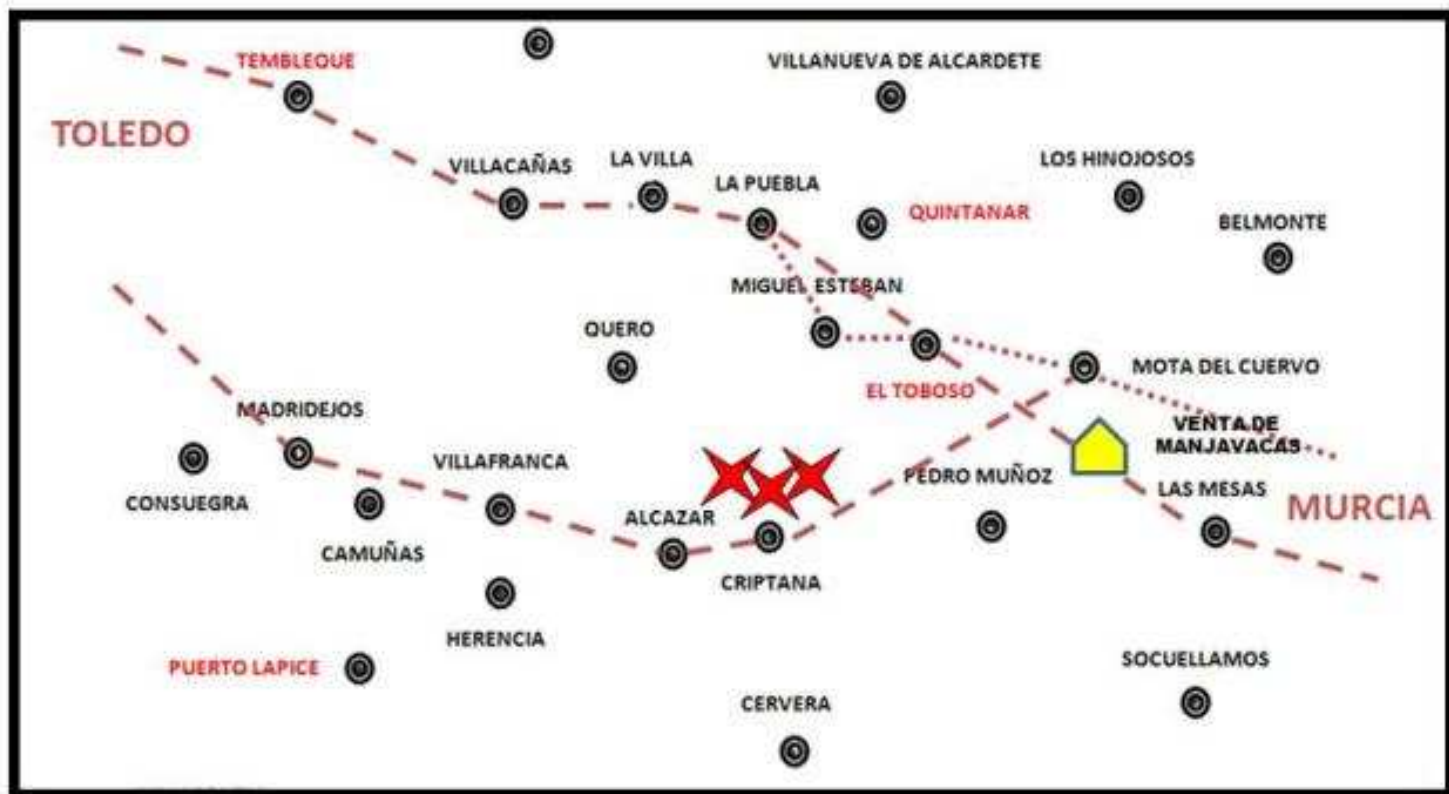 TEMBLEQUE
VILLANUEVA DE ALCARDETE
TOLEDO
VILLACAÑAS
LA VILLA
LA PUEBLA
LOS HINOJOSOS
QUINTANAR
BELMONTE
MIGUEL ESTEBAN
QUERO
MOTA DEL CUERVO
EL TOBOSO
MADRIDEJOS
VENTA DE
MANJAVACAS
VILLAFRANCA
PEDRO MUÑOZ
LAS MESAS
CONSUEGRA
ALCAZAR
MURCIA
CAMUÑAS
CRIPTANA
HERENCIA
PUERTO LAPICE
SOCUELLAMOS
CERVERA